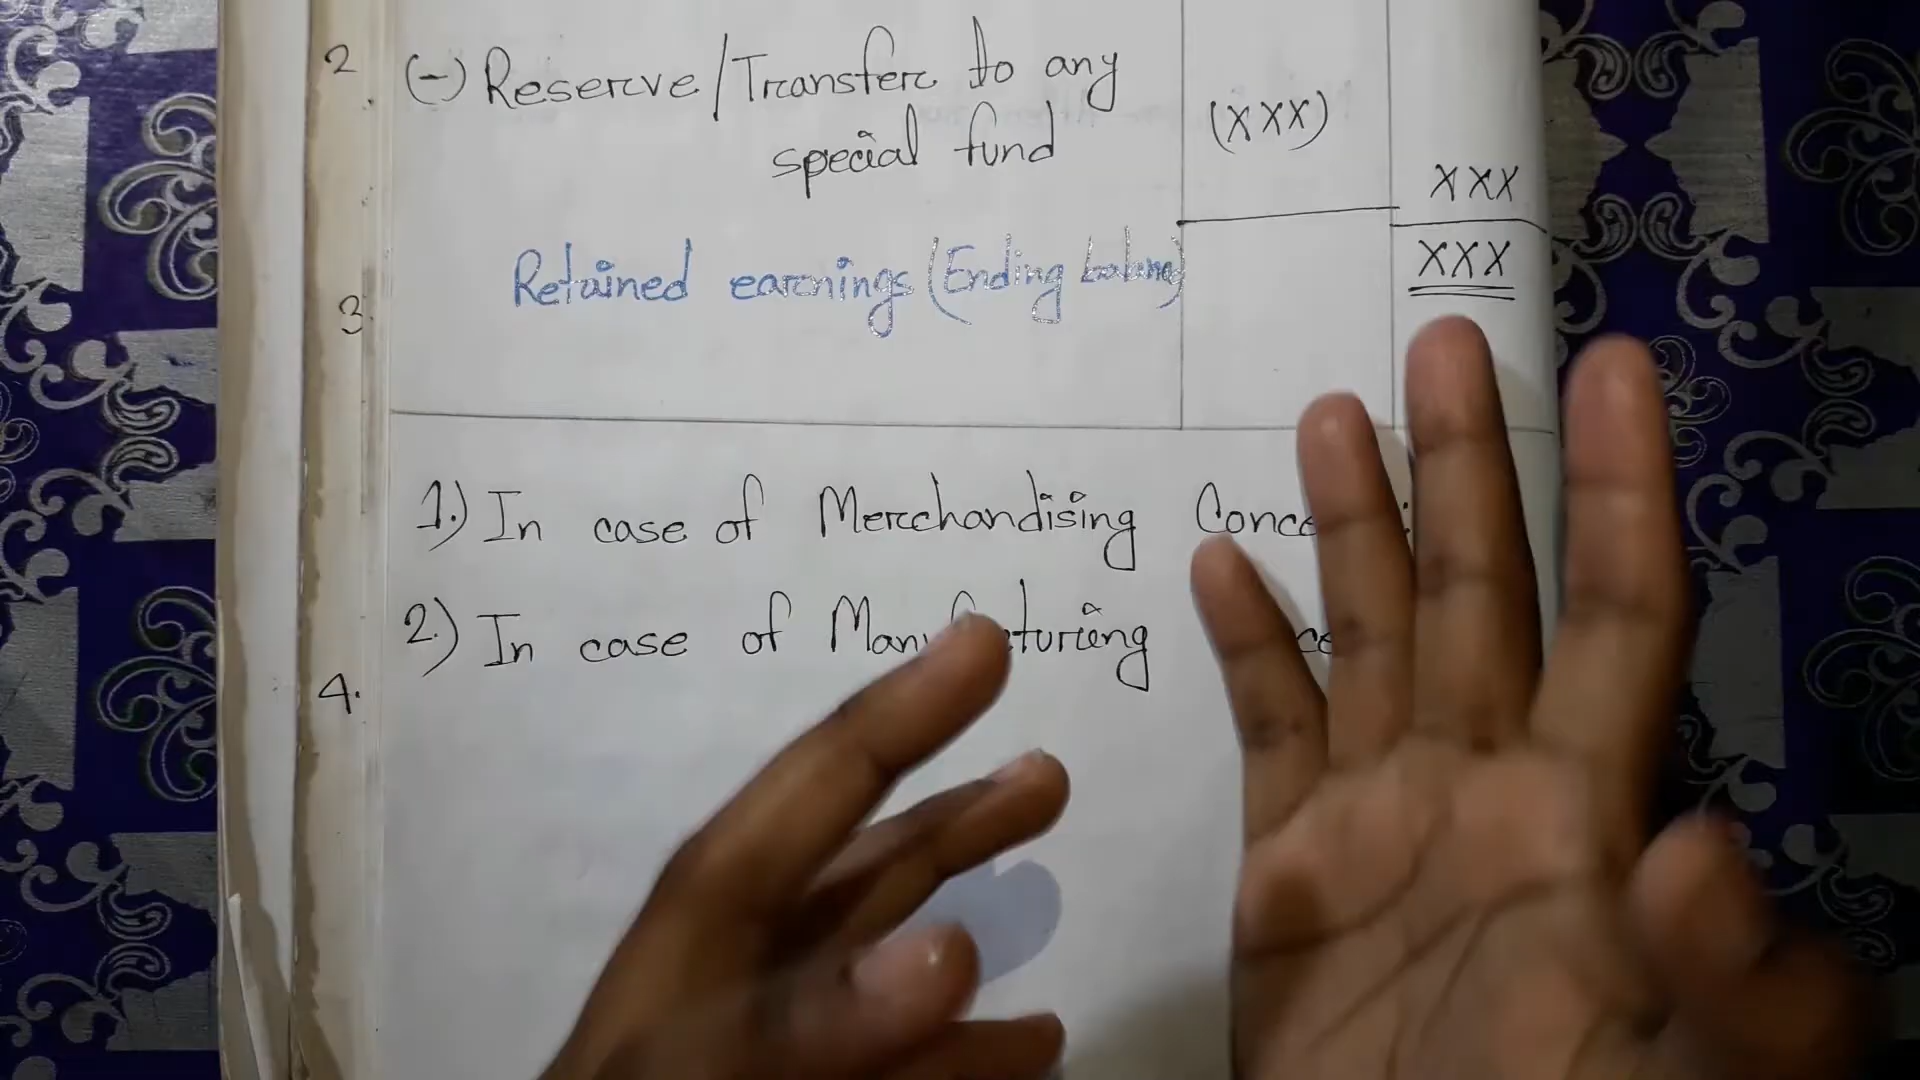 2 (-) Reserve/Transfer to any
special fund (XXX)
XXX
3. Retained earnings (Ending balance) XXX
1.) In case of Merchandising
2.) In case of
4.